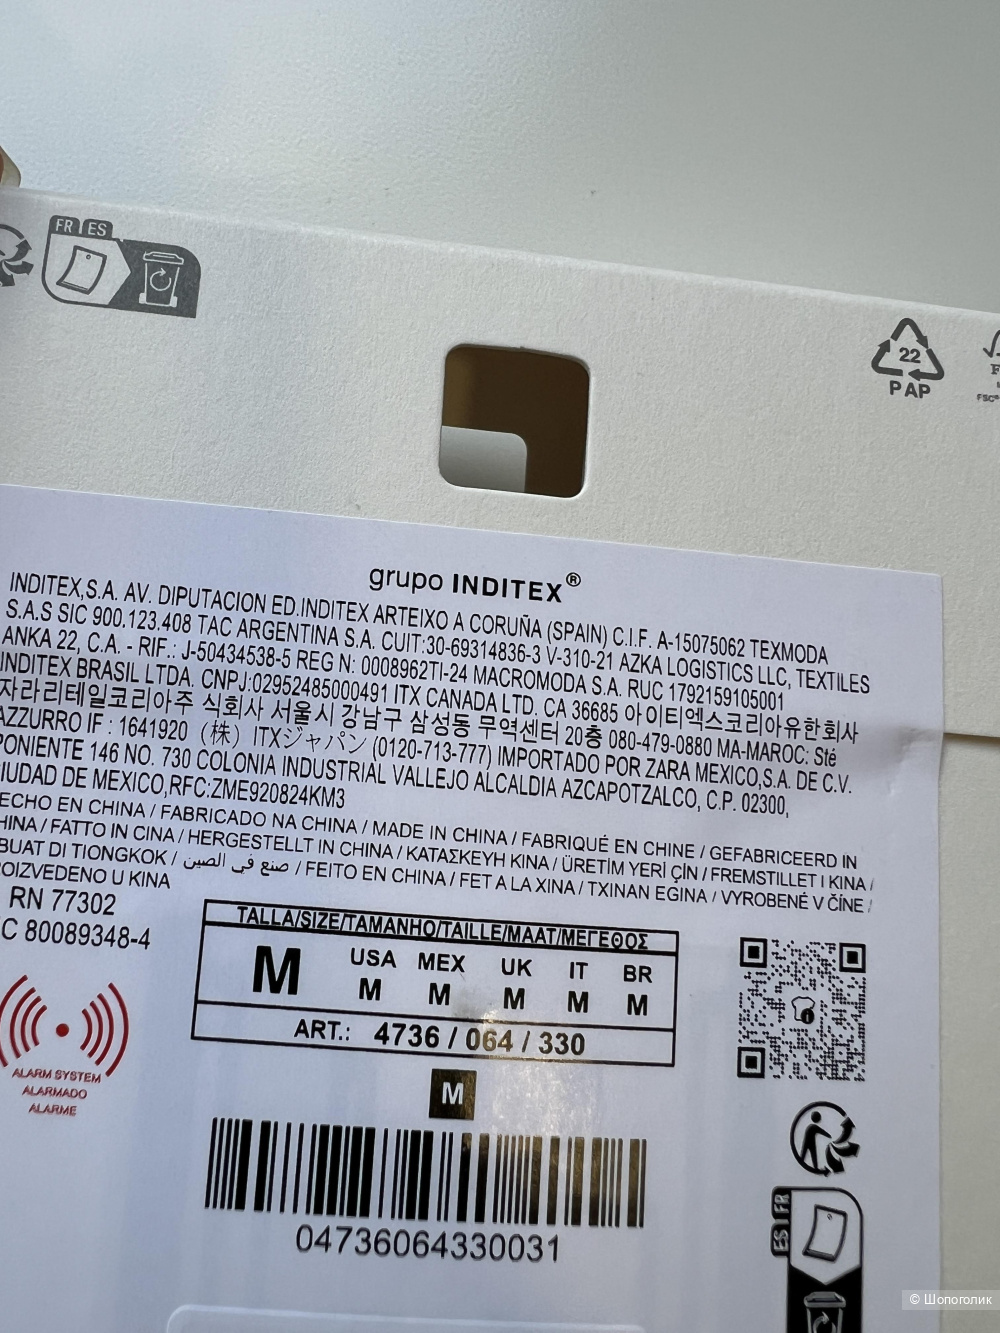 FR ES
22
PAP
FSC®
grupo INDITEX®
INDITEX,S.A. AV. DIPUTACION ED.INDITEX ARTEIXO A CORUÑA (SPAIN) C.I.F. A-15075062 TEXMODA
S.A.S SIC 900.123.408 TAC ARGENTINA S.A. CUIT:30-69314836-3 V-310-21 AZKA LOGISTICS LLC, TEXTILES
ANKA 22, C.A. - RIF.: J-50434538-5 REG N: 0008962TI-24 MACROMODA S.A. RUC 1792159105001
INDITEX BRASIL LTDA. CNPJ:02952485000491 ITX CANADA LTD. CA 36685 아이티엑스코리아유한회사
자라리테일코리아주 식회사 서울시 강남구 삼성동 무역센터 20층 080-479-0880 MA-MAROC: Sté
AZZURRO IF : 1641920 (株) ITXジャパン (0120-713-777) IMPORTADO POR ZARA MEXICO,S.A. DE C.V.
PONIENTE 146 NO. 730 COLONIA INDUSTRIAL VALLEJO ALCALDIA AZCAPOTZALCO, C.P. 02300,
IUDAD DE MEXICO,RFC:ZME920824KM3
ECHO EN CHINA / FABRICADO NA CHINA / MADE IN CHINA / FABRIQUÉ EN CHINE / GEFABRICEERD IN
HINA / FATTO IN CINA / HERGESTELLT IN CHINA / ΚΑΤΑΣΚΕΥΗ ΚΙΝΑ / ÜRETİM YERİ ÇİN / FREMSTILLET I KINA /
BUAT DI TIONGKOK / صنع في الصين / FEITO EN CHINA / FET A LA XINA / TXINAN EGINA / VYROBENÉ V ČÍNE /
OIZVEDENO U KINA
RN 77302
C 80089348-4
TALLA/SIZE/TAMANHO/TAILLE/MAAT/ΜΕΓΕΘΟΣ
M USA MEX UK IT BR
M M M M M
ART.: 4736 / 064 / 330
ALARM SYSTEM
ALARMADO
ALARME
M
04736064330031
ES FR
© Шопоголик